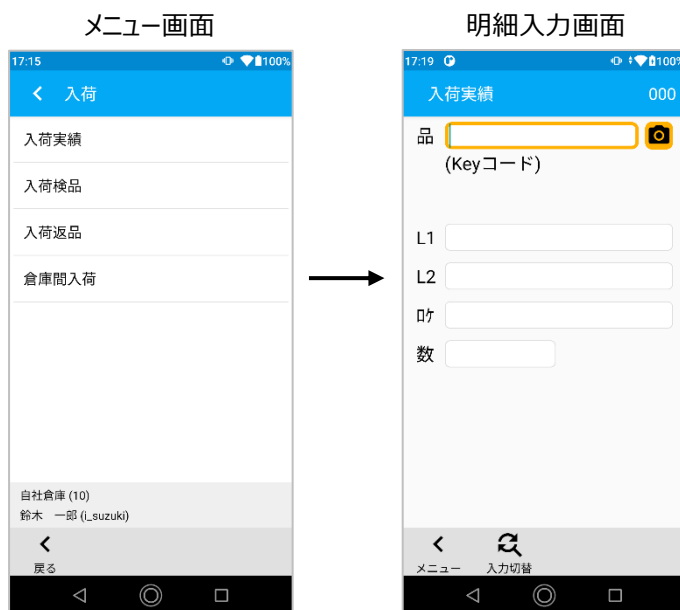 メニュー画面
17:15
100%
入荷
入荷実績
入荷検品
入荷返品
倉庫間入荷
自社倉庫 (10)
鈴木　一郎 (i_suzuki)
戻る
明細入力画面
17:19
100%
入荷実績 000
品
(Keyコード)
L1
L2
ﾛｹ
数
メニュー 入力切替